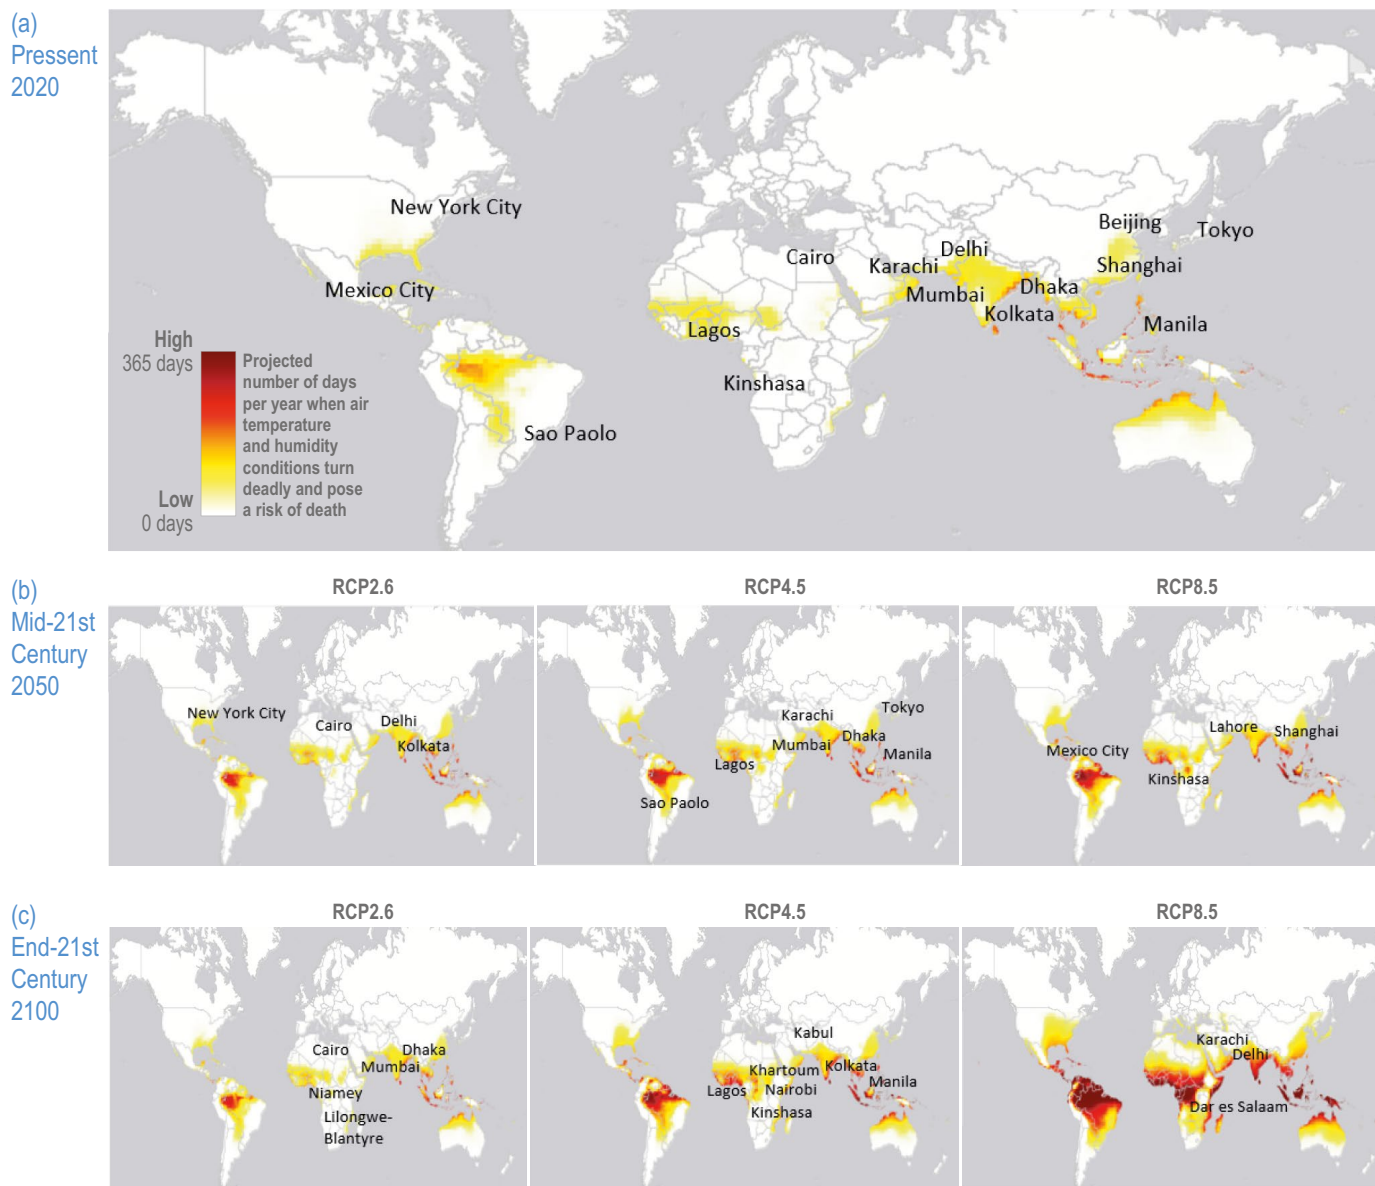 (a)
Pressent
2020
New York City
Mexico City
Sao Paolo
Cairo
Lagos
Kinshasa
Karachi
Delhi
Mumbai
Dhaka
Kolkata
Beijing
Shanghai
Tokyo
Manila
High
365 days
Low
0 days
Projected
number of days
per year when air
temperature
and humidity
conditions turn
deadly and pose
a risk of death
(b)
Mid-21st
Century
2050
RCP2.6
New York City
Cairo
Delhi
Kolkata
RCP4.5
Karachi
Tokyo
Mumbai
Dhaka
Manila
Lagos
Sao Paolo
RCP8.5
Lahore
Shanghai
Mexico City
Kinshasa
(c)
End-21st
Century
2100
RCP2.6
Cairo
Dhaka
Mumbai
Niamey
Lilongwe-
Blantyre
RCP4.5
Kabul
Khartoum
Kolkata
Lagos
Nairobi
Manila
Kinshasa
RCP8.5
Karachi
Delhi
Dar es Salaam